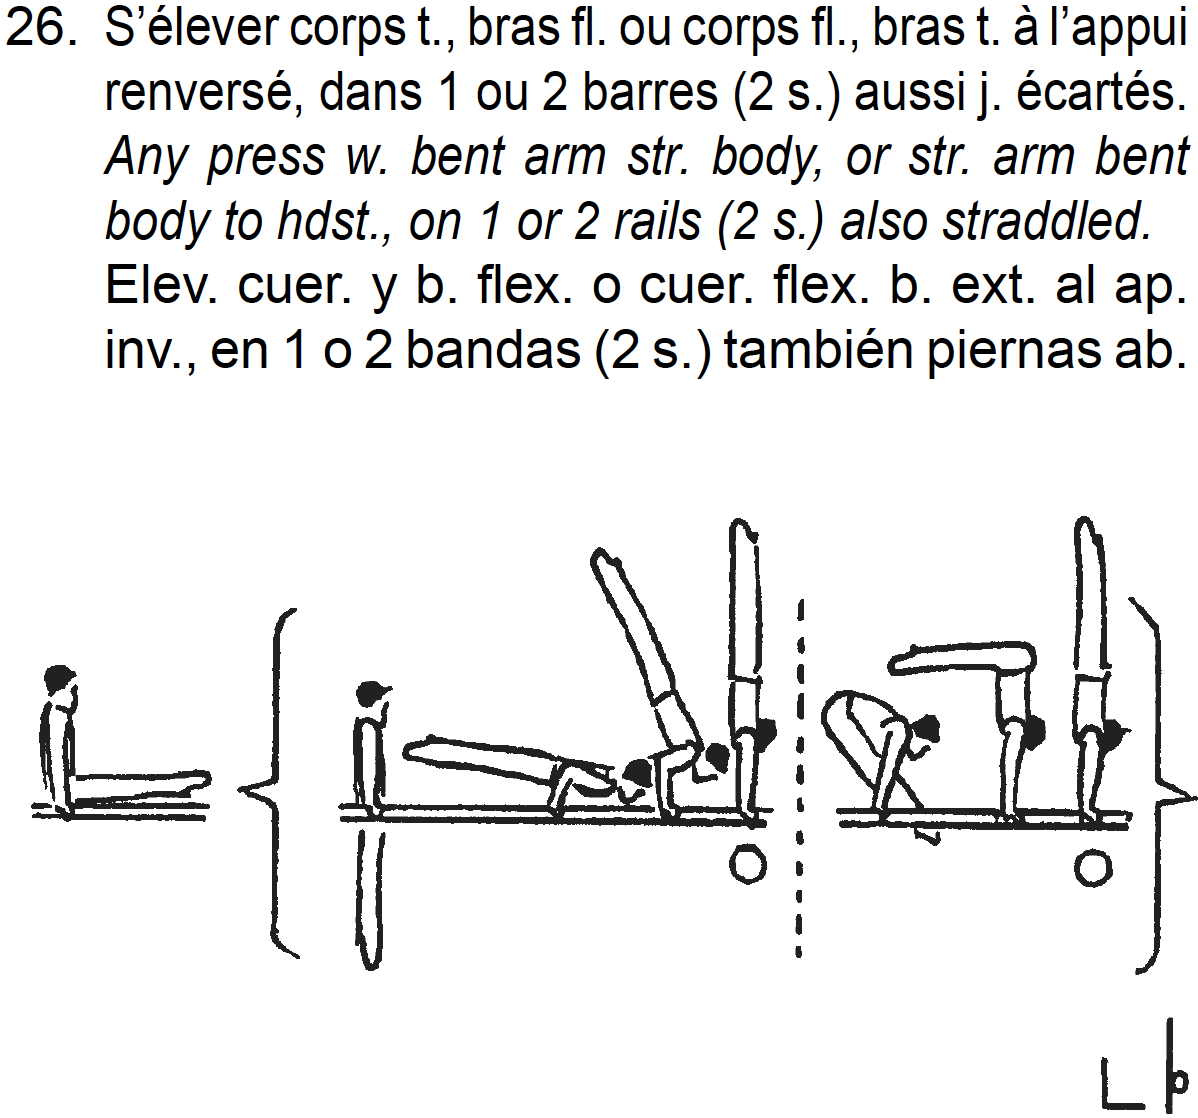 26. S’élever corps t., bras fl. ou corps fl., bras t. à l’appui
renversé, dans 1 ou 2 barres (2 s.) aussi j. écartés.
Any press w. bent arm str. body, or str. arm bent
body to hdst., on 1 or 2 rails (2 s.) also straddled.
Elev. cuer. y b. flex. o cuer. flex. b. ext. al ap.
inv., en 1 o 2 bandas (2 s.) también piernas ab.